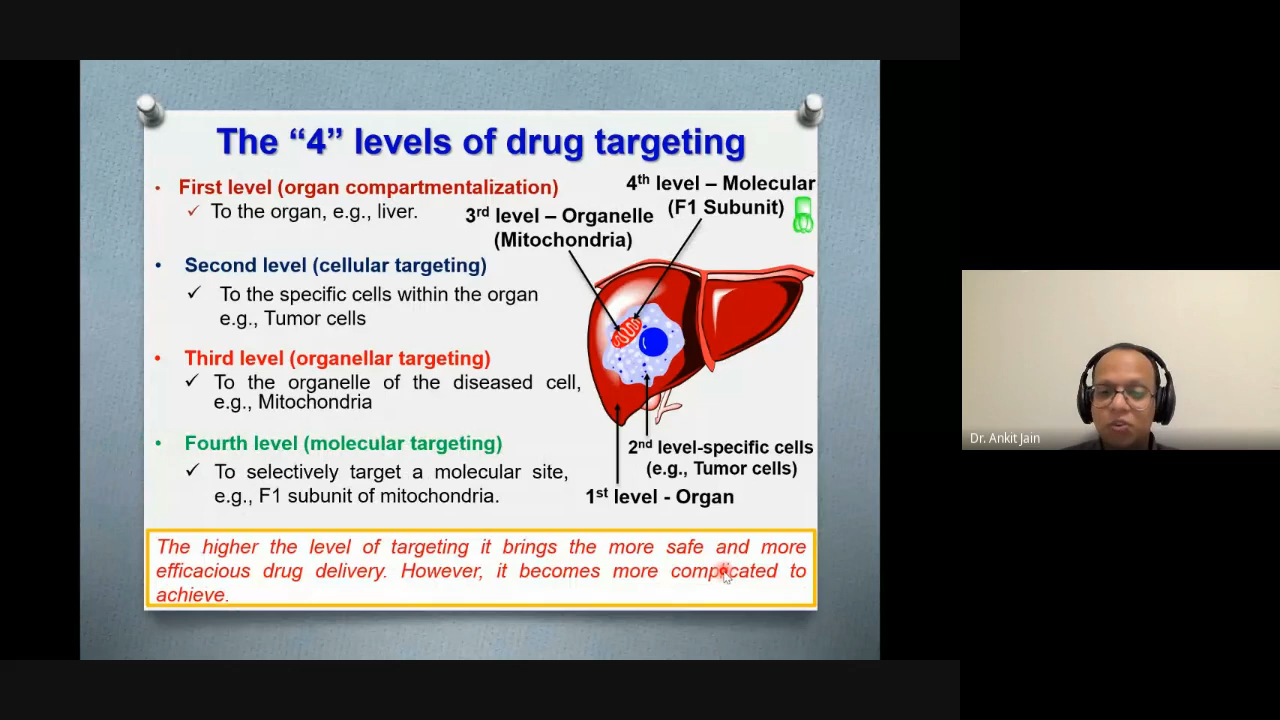 The “4” levels of drug targeting
• First level (organ compartmentalization)
✓ To the organ, e.g., liver.
• Second level (cellular targeting)
✓ To the specific cells within the organ
e.g., Tumor cells
• Third level (organellar targeting)
✓ To the organelle of the diseased cell,
e.g., Mitochondria
• Fourth level (molecular targeting)
✓ To selectively target a molecular site,
e.g., F1 subunit of mitochondria.
4th level – Molecular
(F1 Subunit)
3rd level – Organelle
(Mitochondria)
2nd level-specific cells
(e.g., Tumor cells)
1st level - Organ
The higher the level of targeting it brings the more safe and more
efficacious drug delivery. However, it becomes more complicated to
achieve.
Dr. Ankit Jain